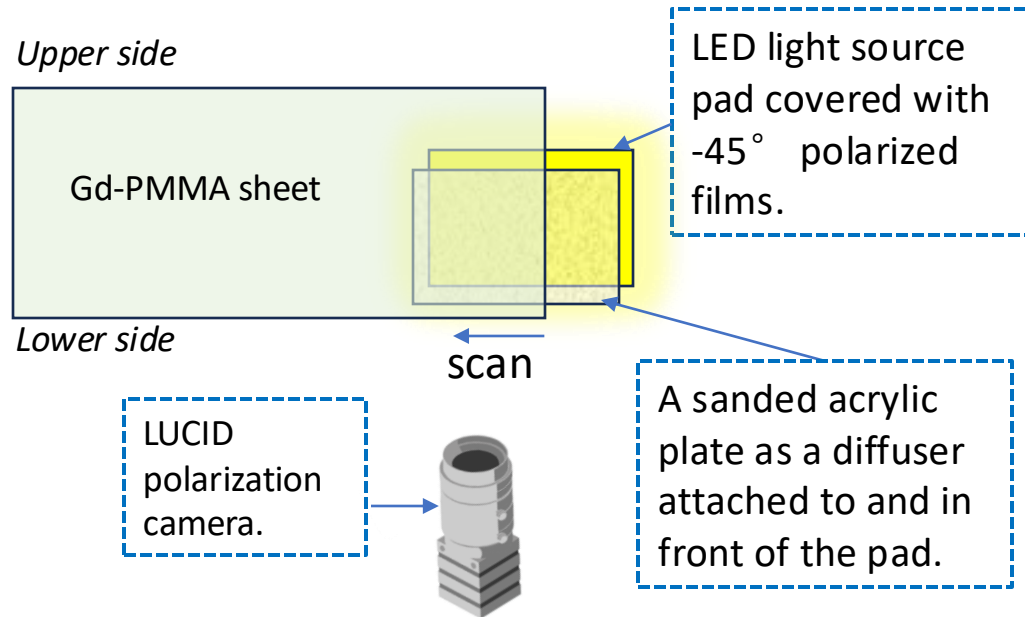 Upper side
Gd-PMMA sheet
Lower side
scan
LED light source
pad covered with
-45° polarized
films.
LUCID
polarization
camera.
A sanded acrylic
plate as a diffuser
attached to and in
front of the pad.